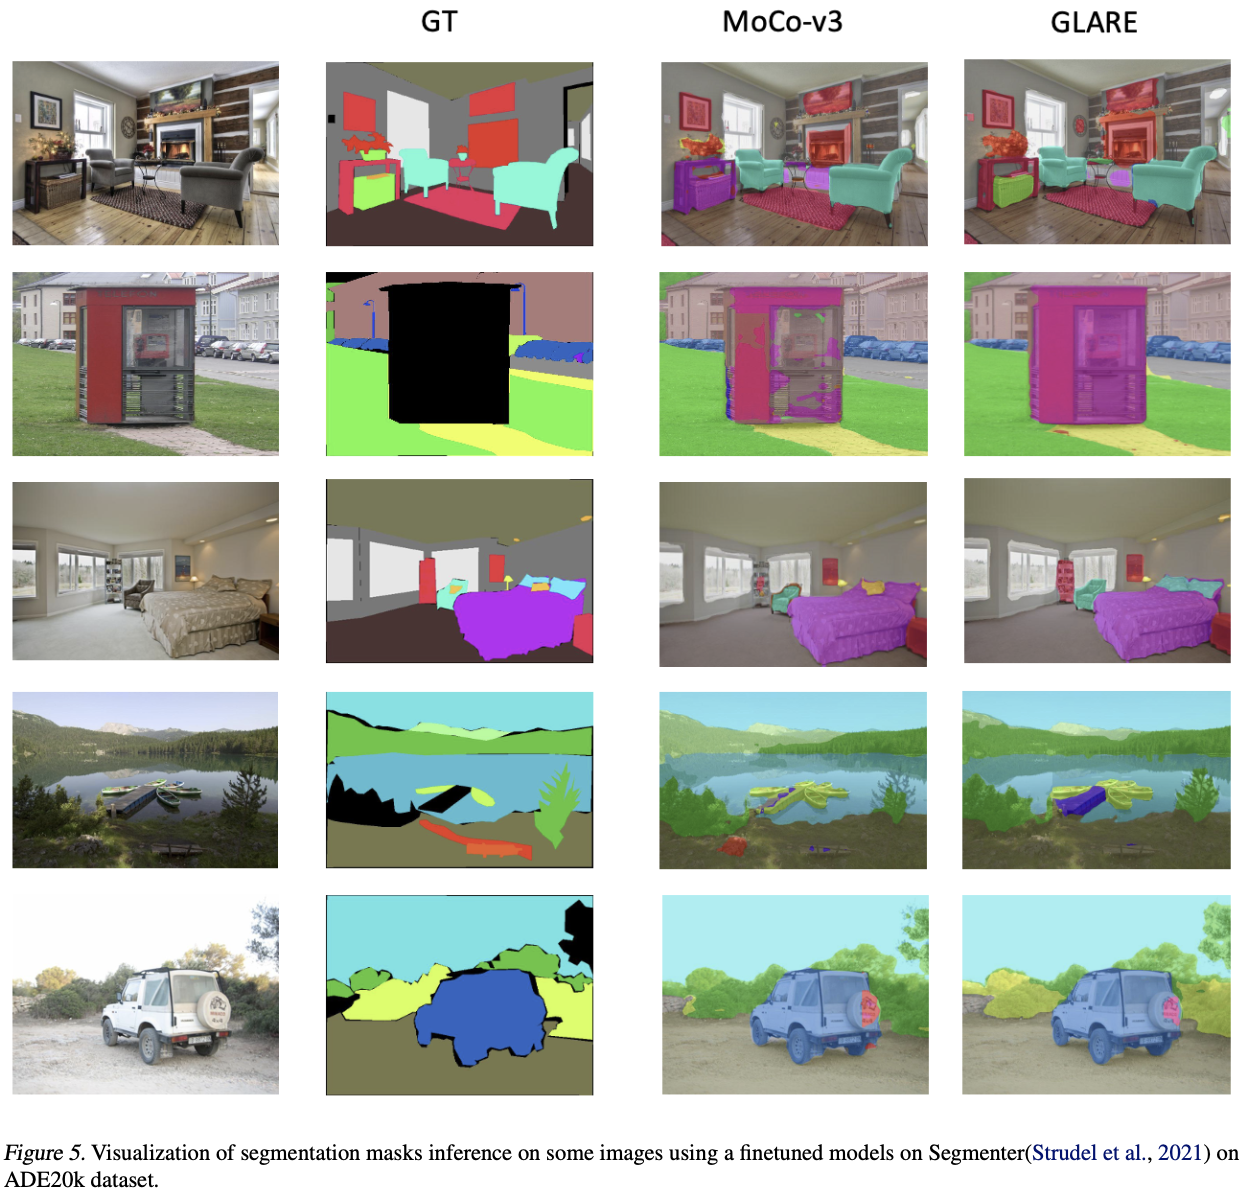 GT
MoCo-v3
GLARE
Figure 5. Visualization of segmentation masks inference on some images using a finetuned models on Segmenter(Strudel et al., 2021) on
ADE20k dataset.